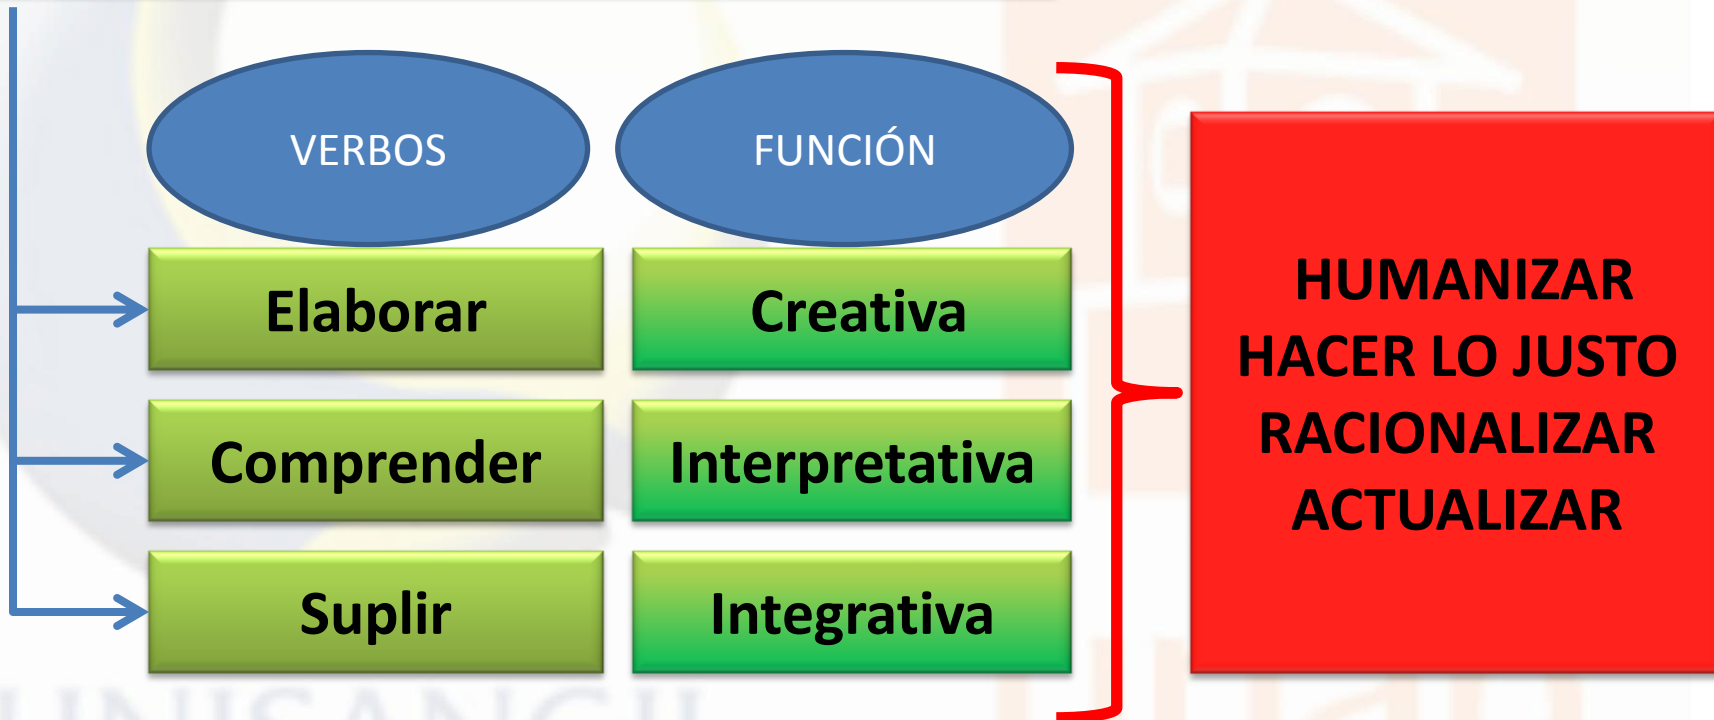 VERBOS
FUNCIÓN
Elaborar
Creativa
Comprender
Interpretativa
Suplir
Integrativa
HUMANIZAR
HACER LO JUSTO
RACIONALIZAR
ACTUALIZAR